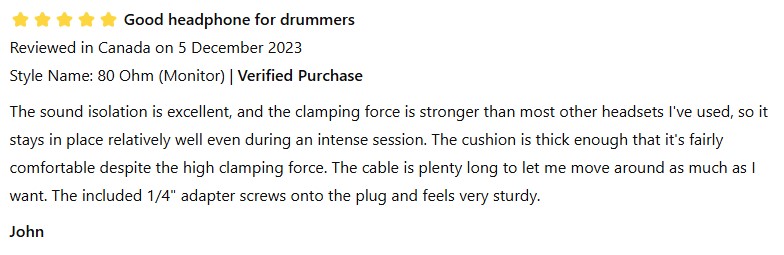 Good headphone for drummers
Reviewed in Canada on 5 December 2023
Style Name: 80 Ohm (Monitor) | Verified Purchase
The sound isolation is excellent, and the clamping force is stronger than most other headsets I've used, so it
stays in place relatively well even during an intense session. The cushion is thick enough that it's fairly
comfortable despite the high clamping force. The cable is plenty long to let me move around as much as I
want. The included 1/4" adapter screws onto the plug and feels very sturdy.
John